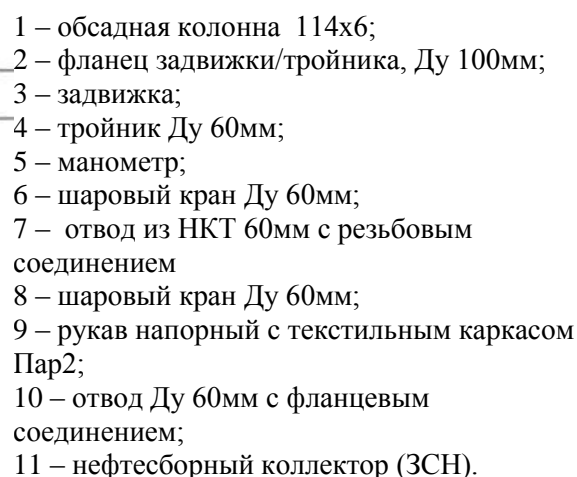 1 – обсадная колонна  114х6;
2 – фланец задвижки/тройника, Ду 100мм;
3 – задвижка;
4 – тройник Ду 60мм;
5 – манометр;
6 – шаровый кран Ду 60мм;
7 –  отвод из НКТ 60мм с резьбовым
соединением
8 – шаровый кран Ду 60мм;
9 – рукав напорный с текстильным каркасом
Пар2;
10 – отвод Ду 60мм с фланцевым
соединением;
11 – нефтесборный коллектор (ЗСН).